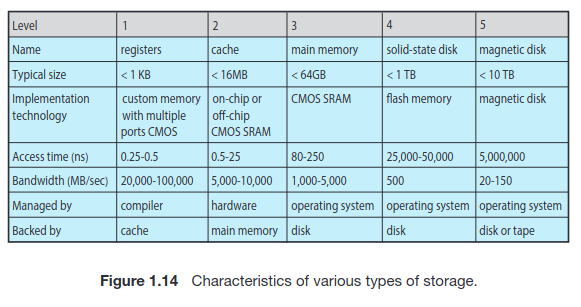 Level 1 2 3 4 5
Name registers cache main memory solid-state disk magnetic disk
Typical size < 1 KB < 16MB < 64GB < 1 TB < 10 TB
Implementation custom memory on-chip or CMOS SRAM flash memory magnetic disk
technology with multiple off-chip
ports CMOS CMOS SRAM
Access time (ns) 0.25-0.5 0.5-25 80-250 25,000-50,000 5,000,000
Bandwidth (MB/sec) 20,000-100,000 5,000-10,000 1,000-5,000 500 20-150
Managed by compiler hardware operating system operating system operating system
Backed by cache main memory disk disk disk or tape
Figure 1.14 Characteristics of various types of storage.